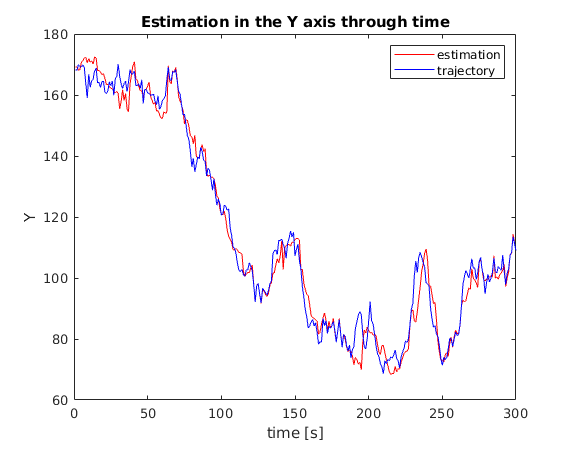 Estimation in the Y axis through time
estimation
trajectory
180
160
140
120
100
80
60
Y
0 50 100 150 200 250 300
time [s]